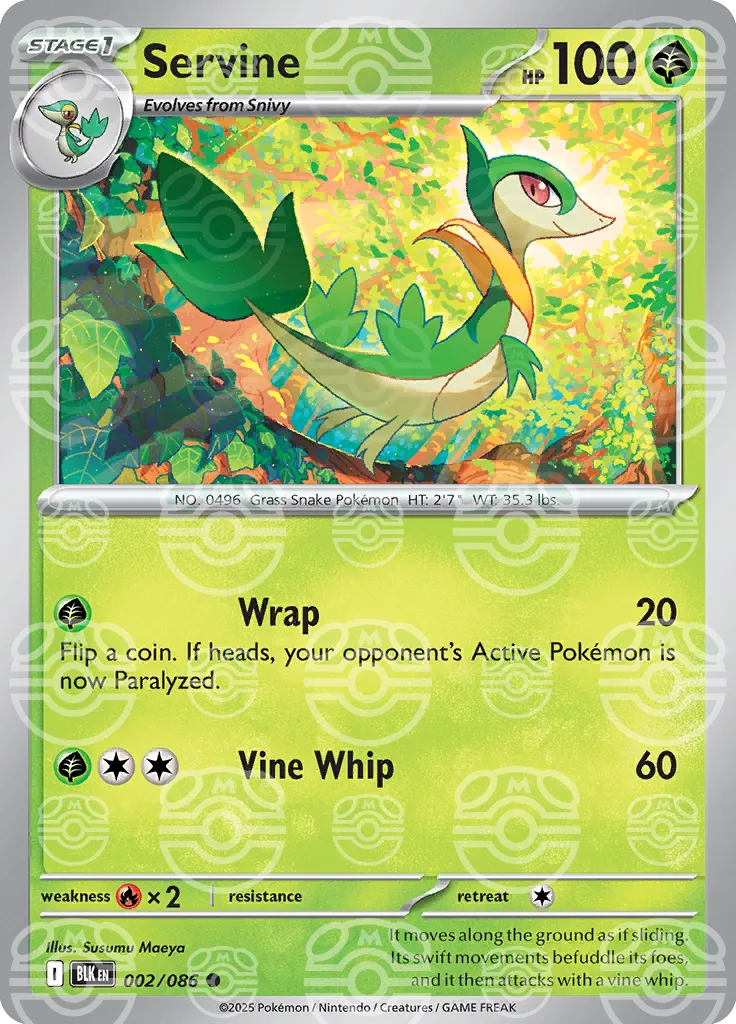 STAGE1
Servine
HP 100
Evolves from Snivy
NO. 0496 Grass Snake Pokémon HT: 2'7" WT: 35.3 lbs.
Wrap 20
Flip a coin. If heads, your opponent's Active Pokémon is
now Paralyzed.
Vine Whip 60
weakness ×2 resistance retreat
Illus. Susumu Maeya
It moves along the ground as if sliding.
Its swift movements befuddle its foes,
and it then attacks with a vine whip.
I BLK EN 002/086
©2025 Pokémon / Nintendo / Creatures / GAME FREAK